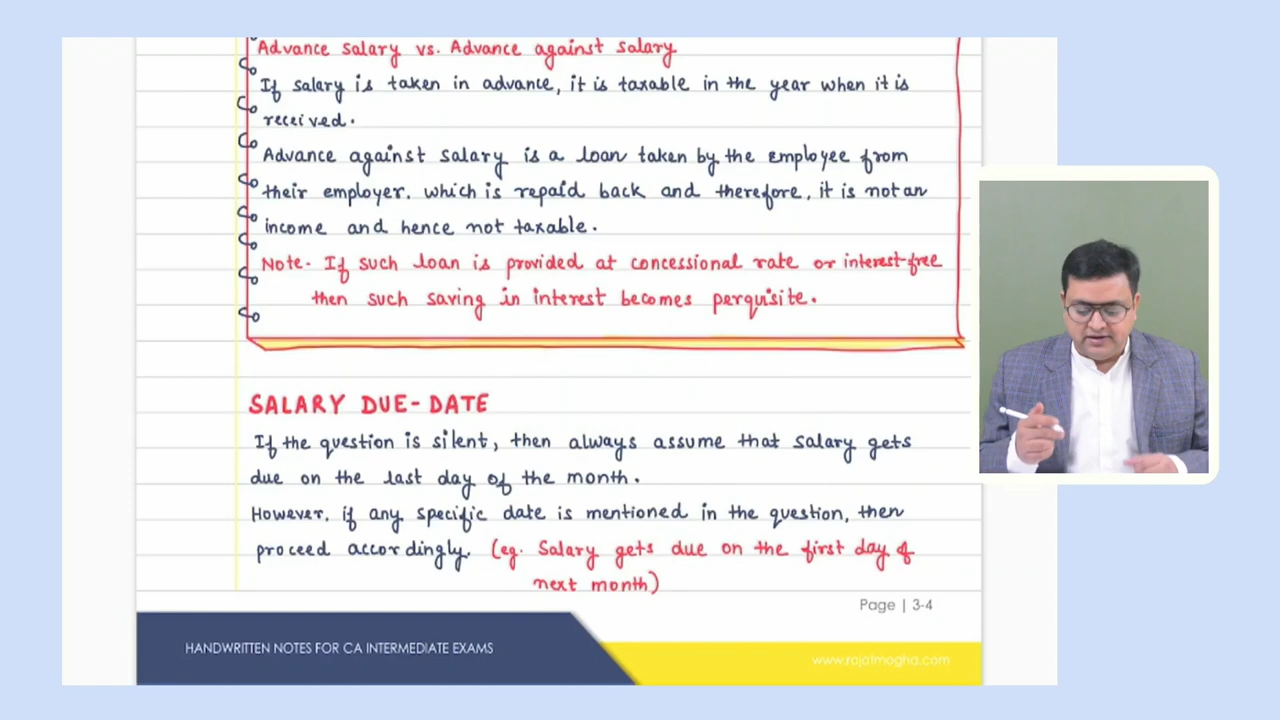 Advance salary vs. Advance against salary
If salary is taken in advance, it is taxable in the year when it is
received.
Advance against salary is a loan taken by the employee from
their employer. which is repaid back and therefore, it is not an
income and hence not taxable.
Note- If such loan is provided at concessional rate or interest-free
then such saving in interest becomes perquisite.
SALARY DUE-DATE
If the question is silent, then always assume that salary gets
due on the last day of the month.
However, if any specific date is mentioned in the question, then
proceed accordingly. (eg. Salary gets due on the first day of
next month)
Page | 3-4
HANDWRITTEN NOTES FOR CA INTERMEDIATE EXAMS
www.rajatmogha.com